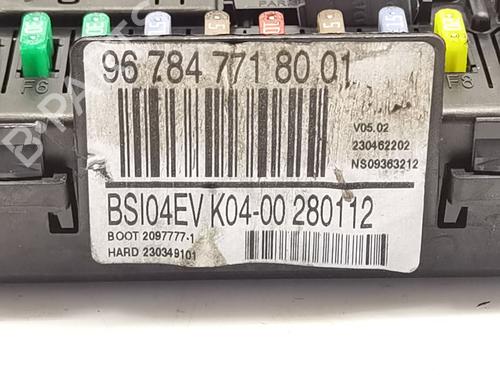 F6
F8
96 784 771 80 01
V05.02
230462202
NS09363212
BSI04EV K04-00 280112
BOOT 2097777-1
HARD 230349101
B-PARTS